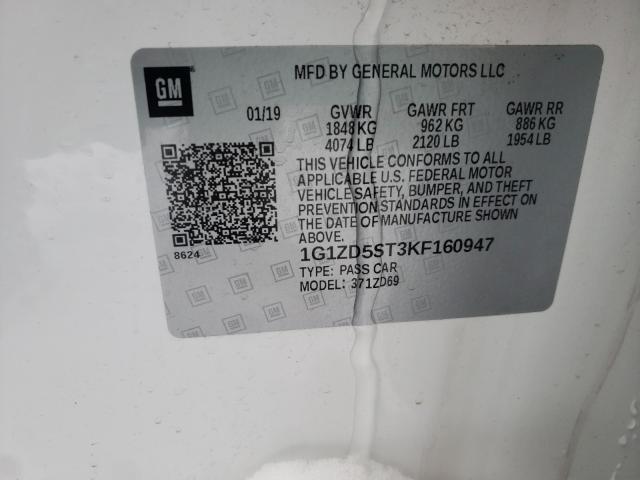 GM
MFD BY GENERAL MOTORS LLC
01/19 GVWR GAWR FRT GAWR RR
1848 KG 962 KG 886 KG
4074 LB 2120 LB 1954 LB
THIS VEHICLE CONFORMS TO ALL
APPLICABLE U.S. FEDERAL MOTOR
VEHICLE SAFETY, BUMPER, AND THEFT
PREVENTION STANDARDS IN EFFECT ON
THE DATE OF MANUFACTURE SHOWN
ABOVE.
8624
1G1ZD5ST3KF160947
TYPE: PASS CAR
MODEL: 371ZD69